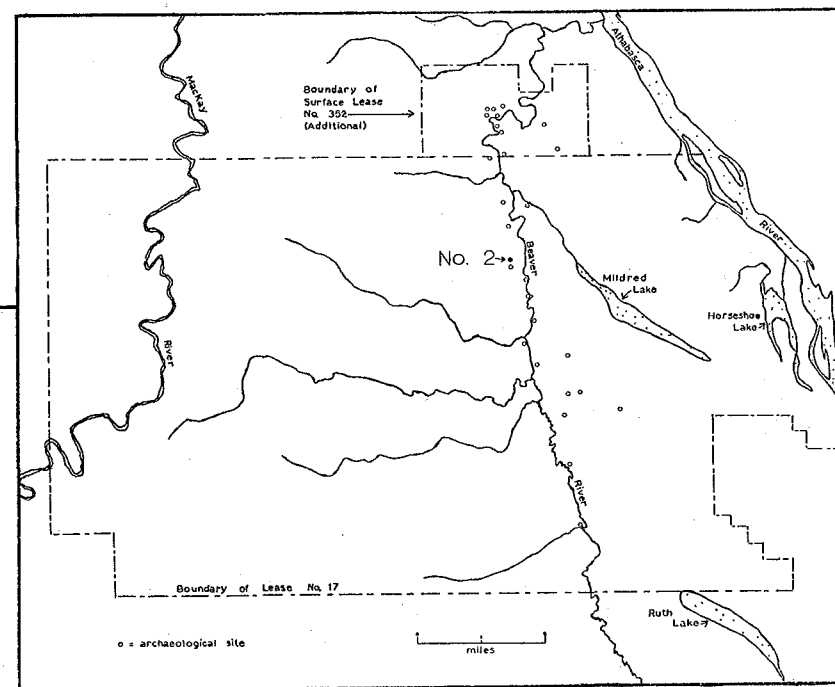 Athabasca
River
MacKay
River
Boundary of
Surface Lease
No. 352
(Additional)
No. 2
Beaver
River
Mildred
Lake
Horseshoe
Lake
Boundary of Lease No. 17
Ruth
Lake
o = archaeological site
miles